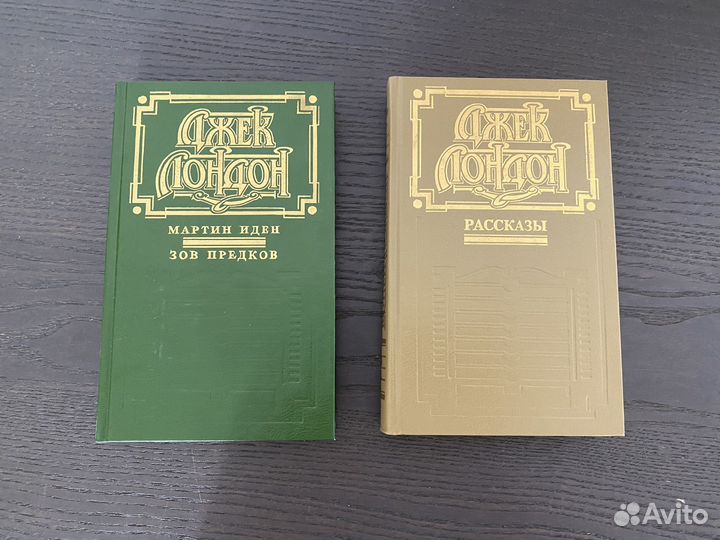 ДЖЕК
ЛОНДОН
МАРТИН ИДЕН
ЗОВ ПРЕДКОВ
ДЖЕК
ЛОНДОН
РАССКАЗЫ
Avito